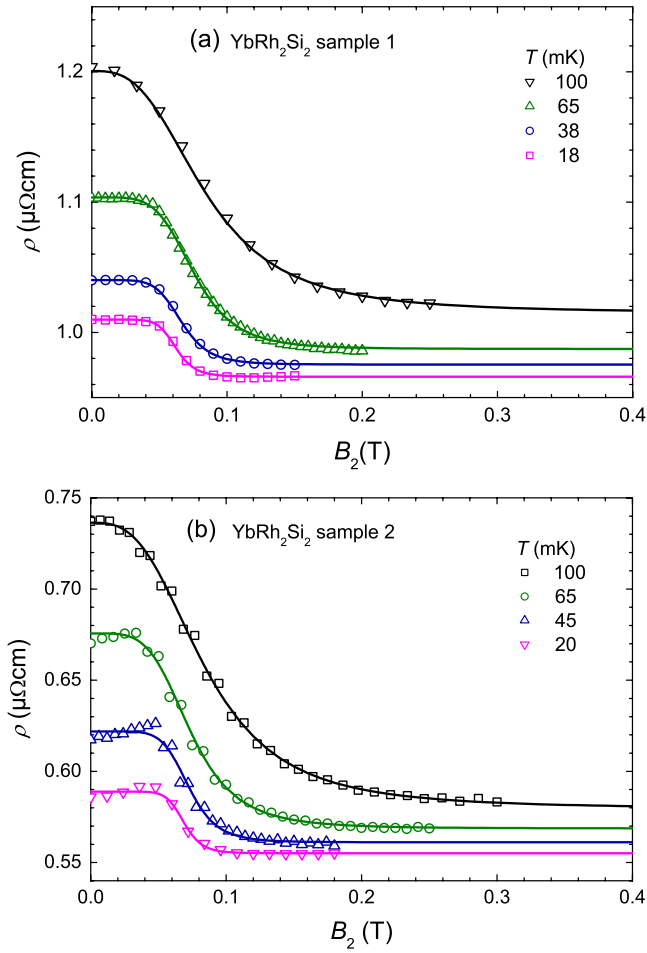 (a) YbRh₂Si₂ sample 1
T (mK)
100
65
38
18
1.2
1.1
1.0
ρ (μΩcm)
0.0 0.1 0.2 0.3 0.4
B₂(T)
(b) YbRh₂Si₂ sample 2
T (mK)
100
65
45
20
0.75
0.70
0.65
0.60
0.55
ρ (μΩcm)
0.0 0.1 0.2 0.3 0.4
B₂ (T)